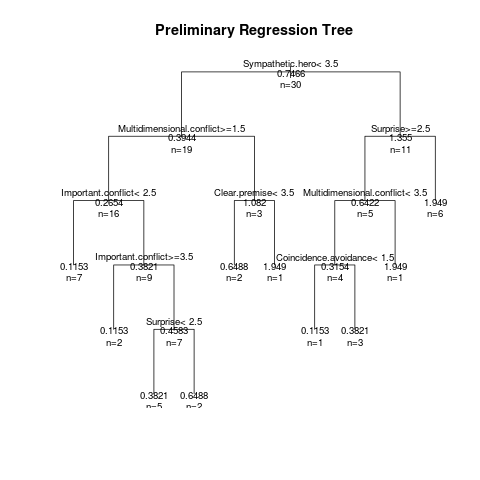 Preliminary Regression Tree
Sympathetic.hero< 3.5
0.7466
n=30
Multidimensional.conflict>=1.5
0.3944
n=19
Surprise>=2.5
1.355
n=11
Important.conflict< 2.5
0.2654
n=16
Clear.premise< 3.5
1.082
n=3
Multidimensional.conflict< 3.5
0.6422
n=5
1.949
n=6
0.1153
n=7
Important.conflict>=3.5
0.3821
n=9
0.6488
n=2
1.949
n=1
Coincidence.avoidance< 1.5
0.3154
n=4
1.949
n=1
0.1153
n=2
Surprise< 2.5
0.4583
n=7
0.1153
n=1
0.3821
n=3
0.3821
n=5
0.6488
n=2